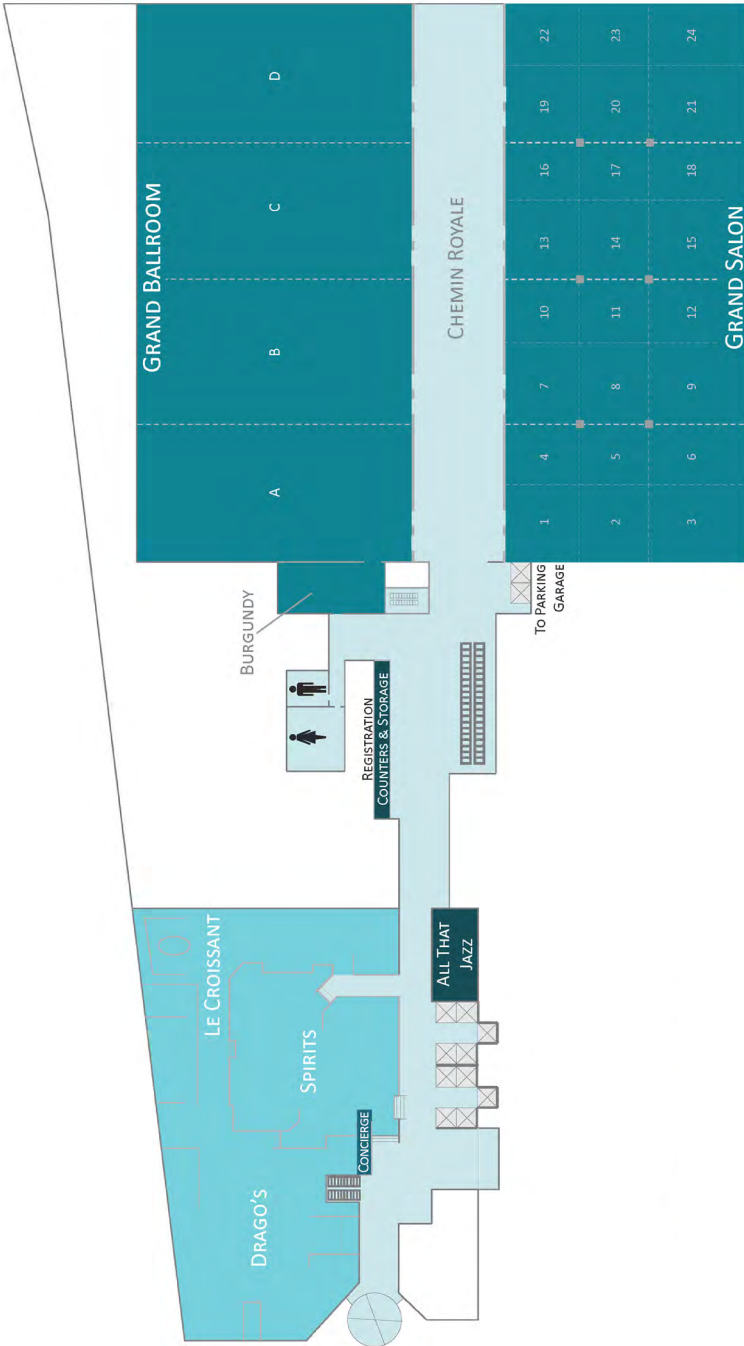 GRAND BALLROOM
A
B
C
D
CHEMIN ROYALE
1
4
7
10
13
16
19
22
2
5
8
11
14
17
20
23
3
6
9
12
15
18
21
24
GRAND SALON
BURGUNDY
TO PARKING
GARAGE
REGISTRATION
COUNTERS & STORAGE
LE CROISSANT
SPIRITS
CONCIERGE
DRAGO'S
ALL THAT
JAZZ